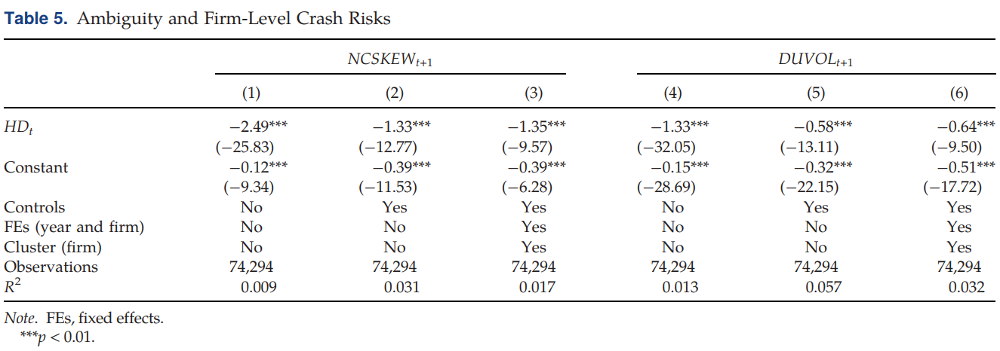 Table 5. Ambiguity and Firm-Level Crash Risks
NCSKEWt+1 DUVOLt+1
(1) (2) (3) (4) (5) (6)
HDt −2.49*** −1.33*** −1.35*** −1.33*** −0.58*** −0.64***
(−25.83) (−12.77) (−9.57) (−32.05) (−13.11) (−9.50)
Constant −0.12*** −0.39*** −0.39*** −0.15*** −0.32*** −0.51***
(−9.34) (−11.53) (−6.28) (−28.69) (−22.15) (−17.72)
Controls No Yes Yes No Yes Yes
FEs (year and firm) No No Yes No No Yes
Cluster (firm) No No Yes No No Yes
Observations 74,294 74,294 74,294 74,294 74,294 74,294
R2 0.009 0.031 0.017 0.013 0.057 0.032
Note. FEs, fixed effects.
***p < 0.01.